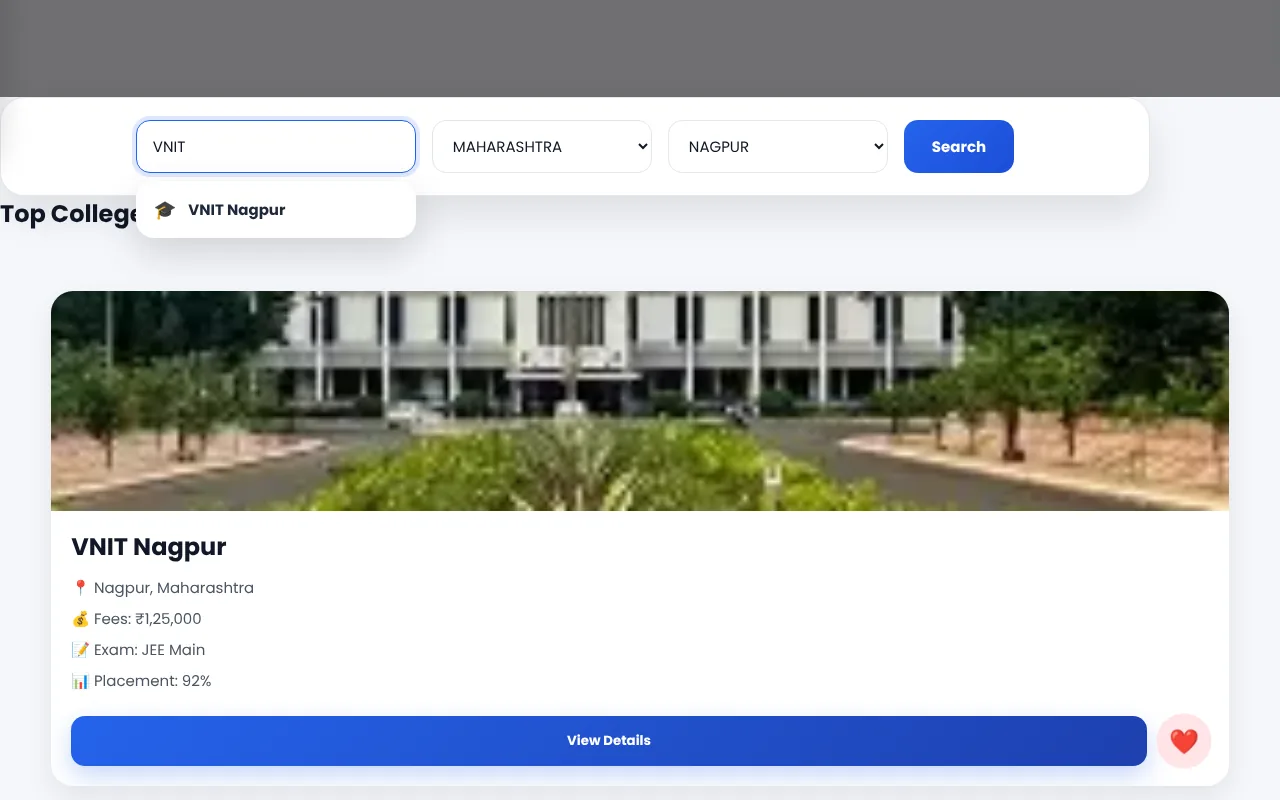 VNIT
MAHARASHTRA
NAGPUR
Search
VNIT Nagpur
Top College
VNIT Nagpur
📍 Nagpur, Maharashtra
💰 Fees: ₹1,25,000
📝 Exam: JEE Main
📊 Placement: 92%
View Details